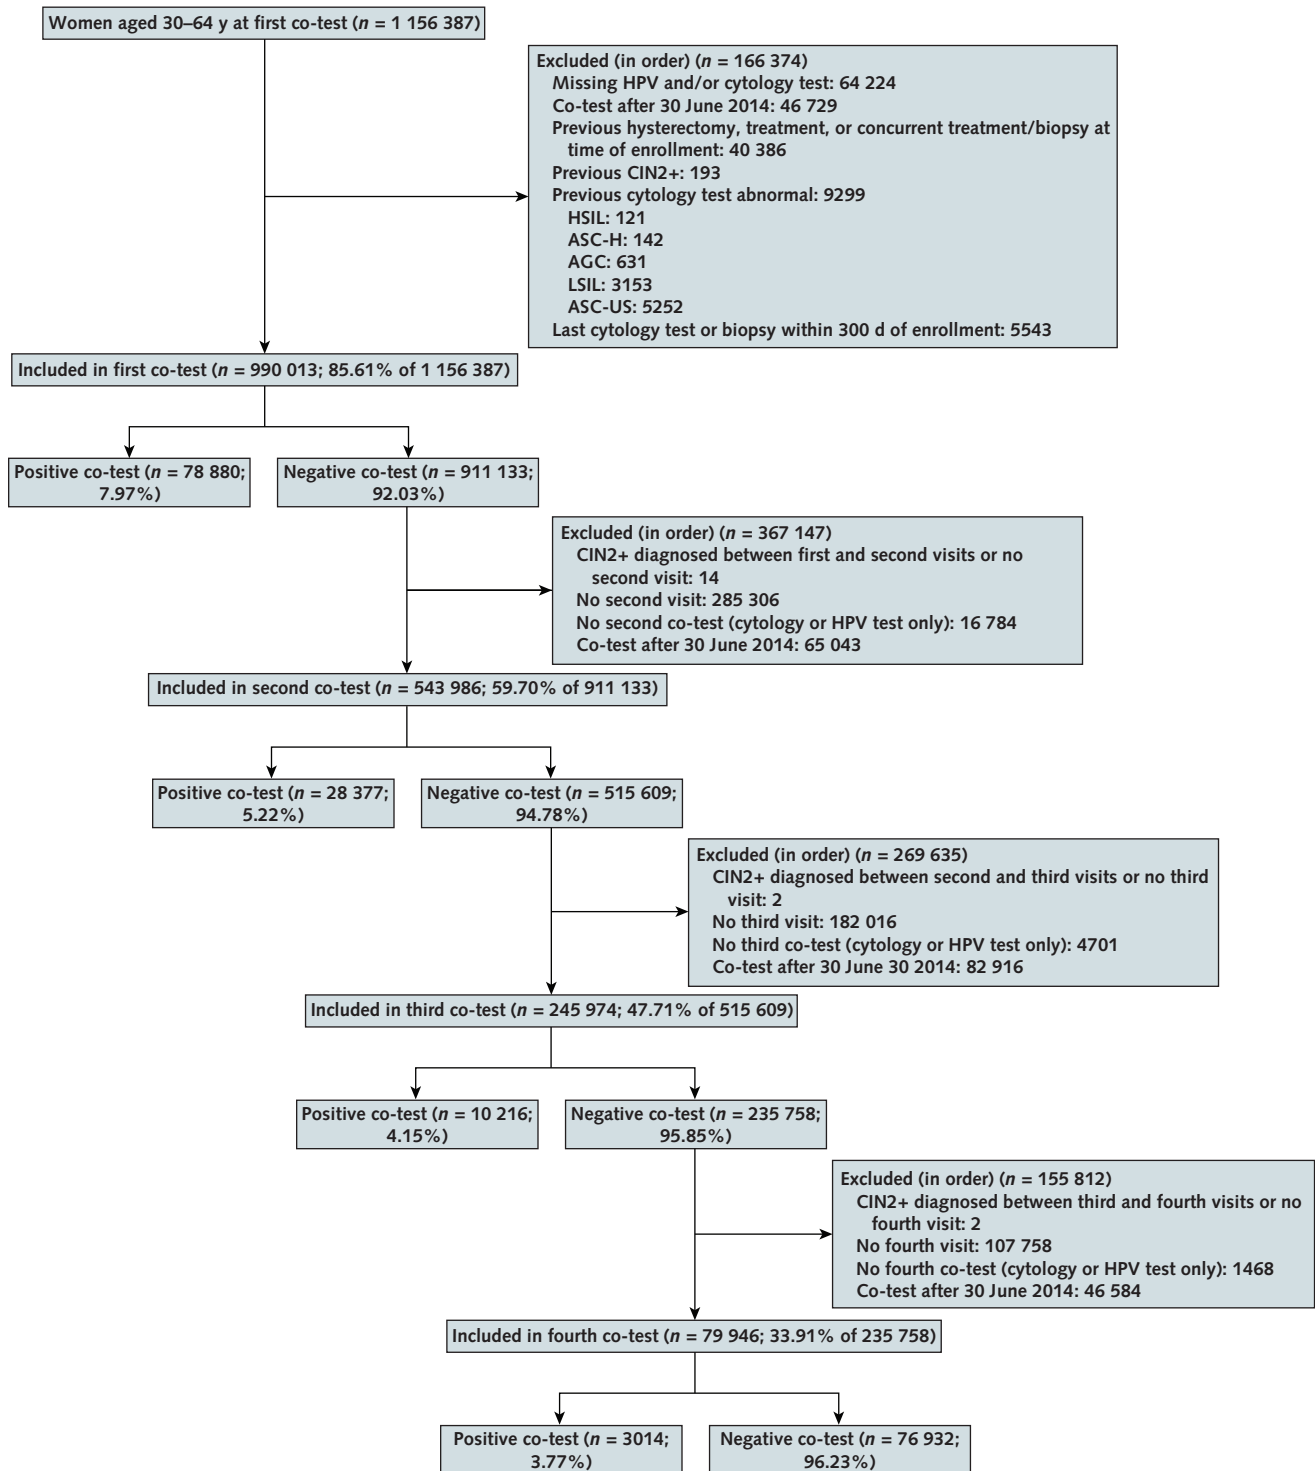 Women aged 30–64 y at first co-test (n = 1 156 387)
Excluded (in order) (n = 166 374)
Missing HPV and/or cytology test: 64 224
Co-test after 30 June 2014: 46 729
Previous hysterectomy, treatment, or concurrent treatment/biopsy at
time of enrollment: 40 386
Previous CIN2+: 193
Previous cytology test abnormal: 9299
HSIL: 121
ASC-H: 142
AGC: 631
LSIL: 3153
ASC-US: 5252
Last cytology test or biopsy within 300 d of enrollment: 5543
Included in first co-test (n = 990 013; 85.61% of 1 156 387)
Positive co-test (n = 78 880;
7.97%)
Negative co-test (n = 911 133;
92.03%)
Excluded (in order) (n = 367 147)
CIN2+ diagnosed between first and second visits or no
second visit: 14
No second visit: 285 306
No second co-test (cytology or HPV test only): 16 784
Co-test after 30 June 2014: 65 043
Included in second co-test (n = 543 986; 59.70% of 911 133)
Positive co-test (n = 28 377;
5.22%)
Negative co-test (n = 515 609;
94.78%)
Excluded (in order) (n = 269 635)
CIN2+ diagnosed between second and third visits or no third
visit: 2
No third visit: 182 016
No third co-test (cytology or HPV test only): 4701
Co-test after 30 June 30 2014: 82 916
Included in third co-test (n = 245 974; 47.71% of 515 609)
Positive co-test (n = 10 216;
4.15%)
Negative co-test (n = 235 758;
95.85%)
Excluded (in order) (n = 155 812)
CIN2+ diagnosed between third and fourth visits or no
fourth visit: 2
No fourth visit: 107 758
No fourth co-test (cytology or HPV test only): 1468
Co-test after 30 June 2014: 46 584
Included in fourth co-test (n = 79 946; 33.91% of 235 758)
Positive co-test (n = 3014;
3.77%)
Negative co-test (n = 76 932;
96.23%)